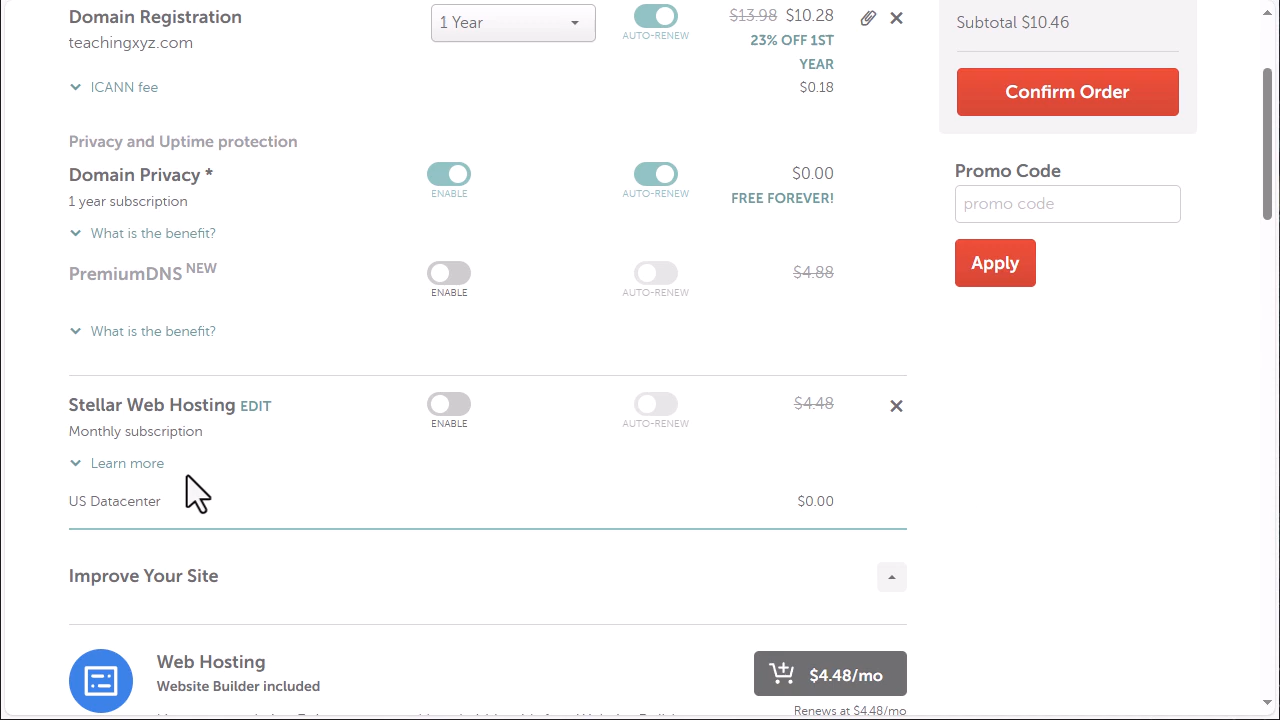 Domain Registration
teachingxyz.com
1 Year
AUTO-RENEW
$13.98 $10.28
23% OFF 1ST
YEAR
ICANN fee
$0.18
Privacy and Uptime protection
Domain Privacy *
1 year subscription
ENABLE
AUTO-RENEW
$0.00
FREE FOREVER!
What is the benefit?
PremiumDNS NEW
ENABLE
AUTO-RENEW
$4.88
What is the benefit?
Stellar Web Hosting EDIT
Monthly subscription
ENABLE
AUTO-RENEW
$4.48
Learn more
US Datacenter
$0.00
Improve Your Site
Web Hosting
Website Builder included
$4.48/mo
Renews at $4.48/mo
Subtotal $10.46
Confirm Order
Promo Code
promo code
Apply